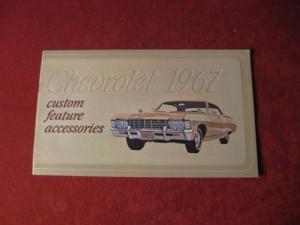 Chevrolet 1967
custom
feature
accessories